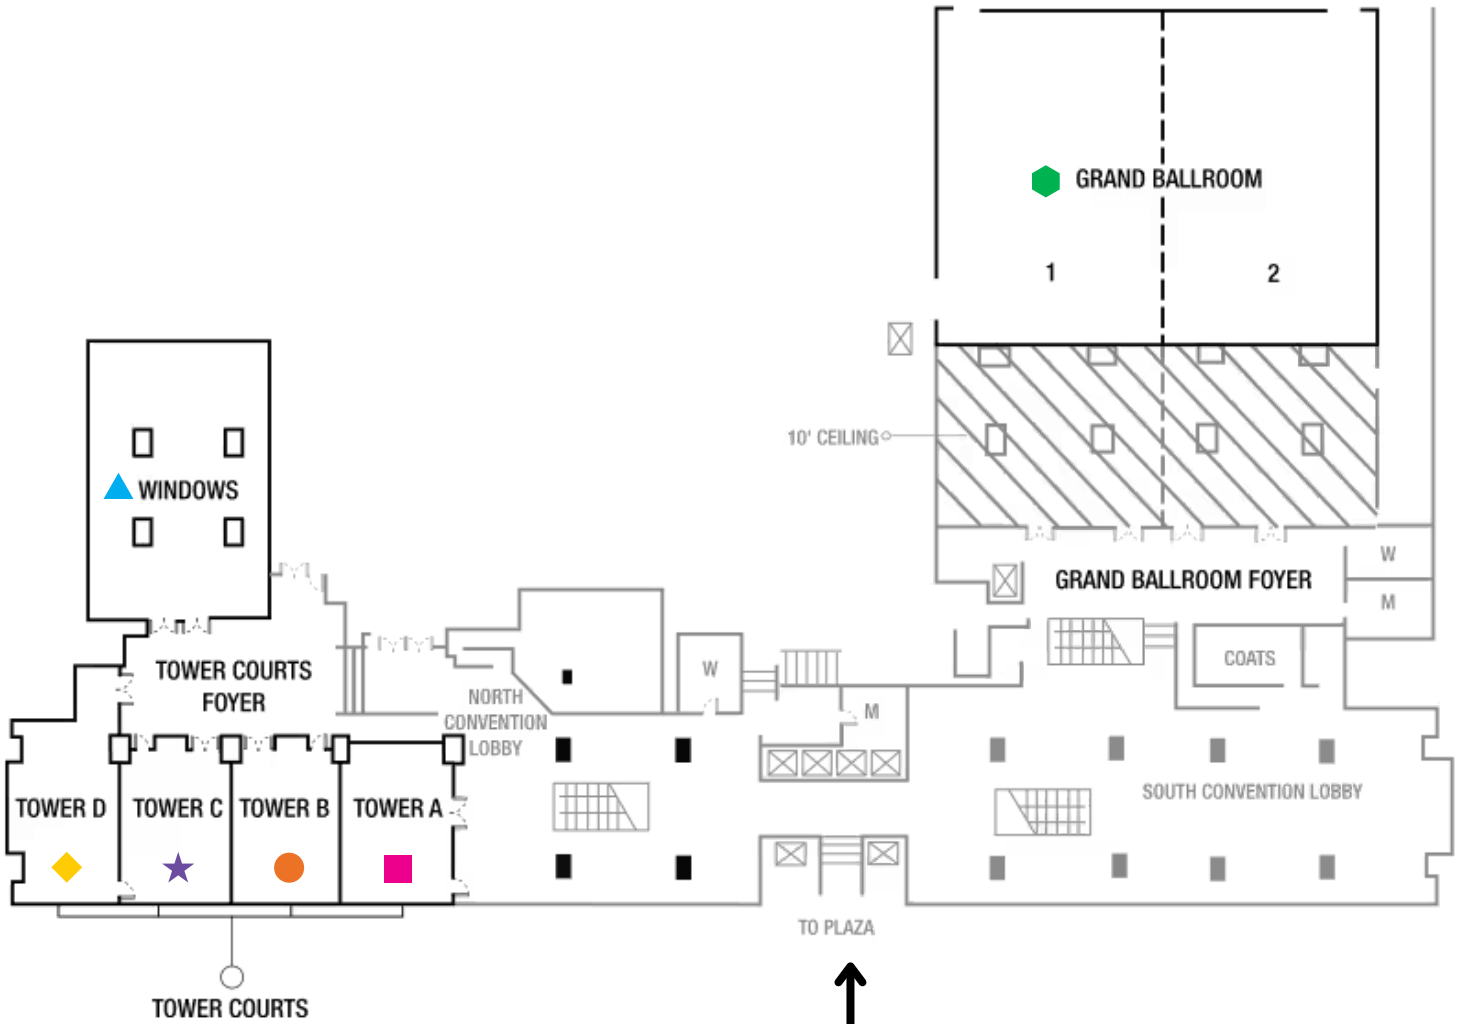 GRAND BALLROOM
1
2
10' CEILING
WINDOWS
W
GRAND BALLROOM FOYER
M
TOWER COURTS
FOYER
COATS
W
NORTH
CONVENTION
LOBBY
M
SOUTH CONVENTION LOBBY
TOWER D
TOWER C
TOWER B
TOWER A
TO PLAZA
TOWER COURTS